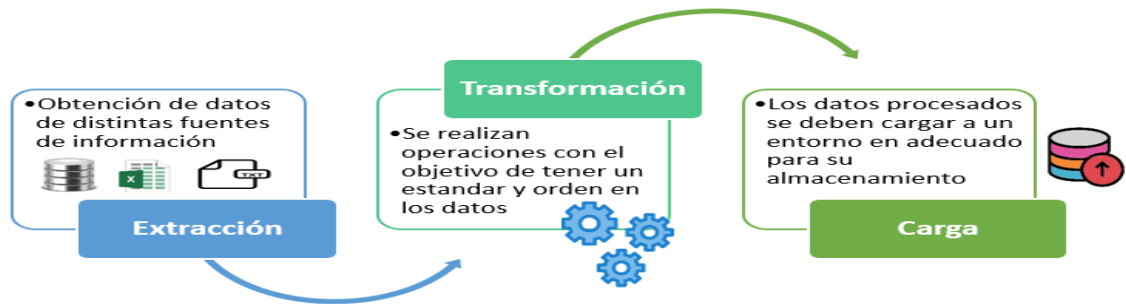 •Obtención de datos
de distintas fuentes
de información
TXT
Extracción
Transformación
•Se realizan
operaciones con el
objetivo de tener un
estandar y orden en
los datos
•Los datos procesados
se deben cargar a un
entorno en adecuado
para su
almacenamiento
Carga